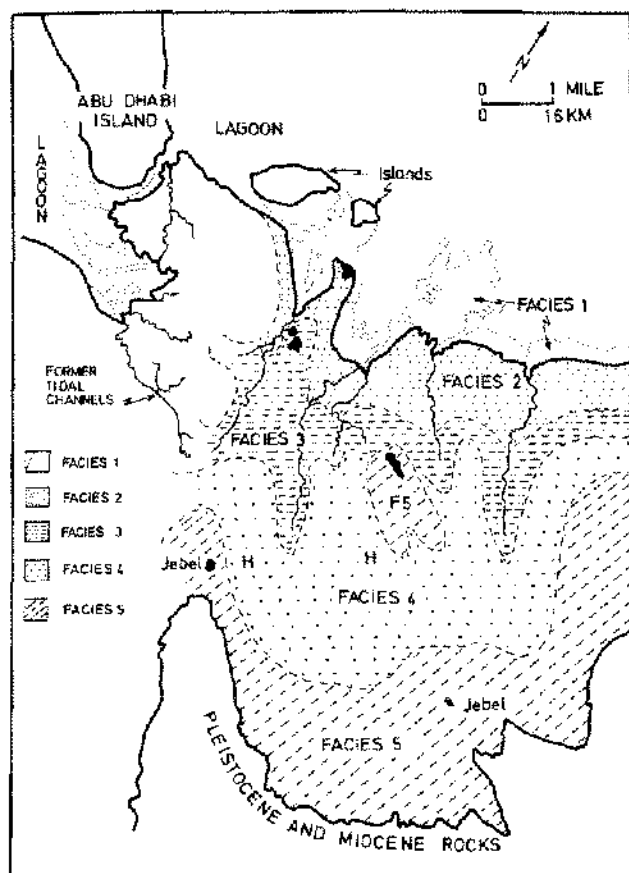 N
0 1 MILE
0 16 KM
ABU DHABI
ISLAND
LAGOON
LAGOON
Islands
FACIES 1
FACIES 2
FORMER
TIDAL
CHANNELS
FACIES 3
FACIES 1
FACIES 2
FACIES 3
FACIES 4
FACIES 5
F5
Jebel
H
H
FACIES 4
Jebel
FACIES 5
PLEISTOCENE AND MIOCENE ROCKS